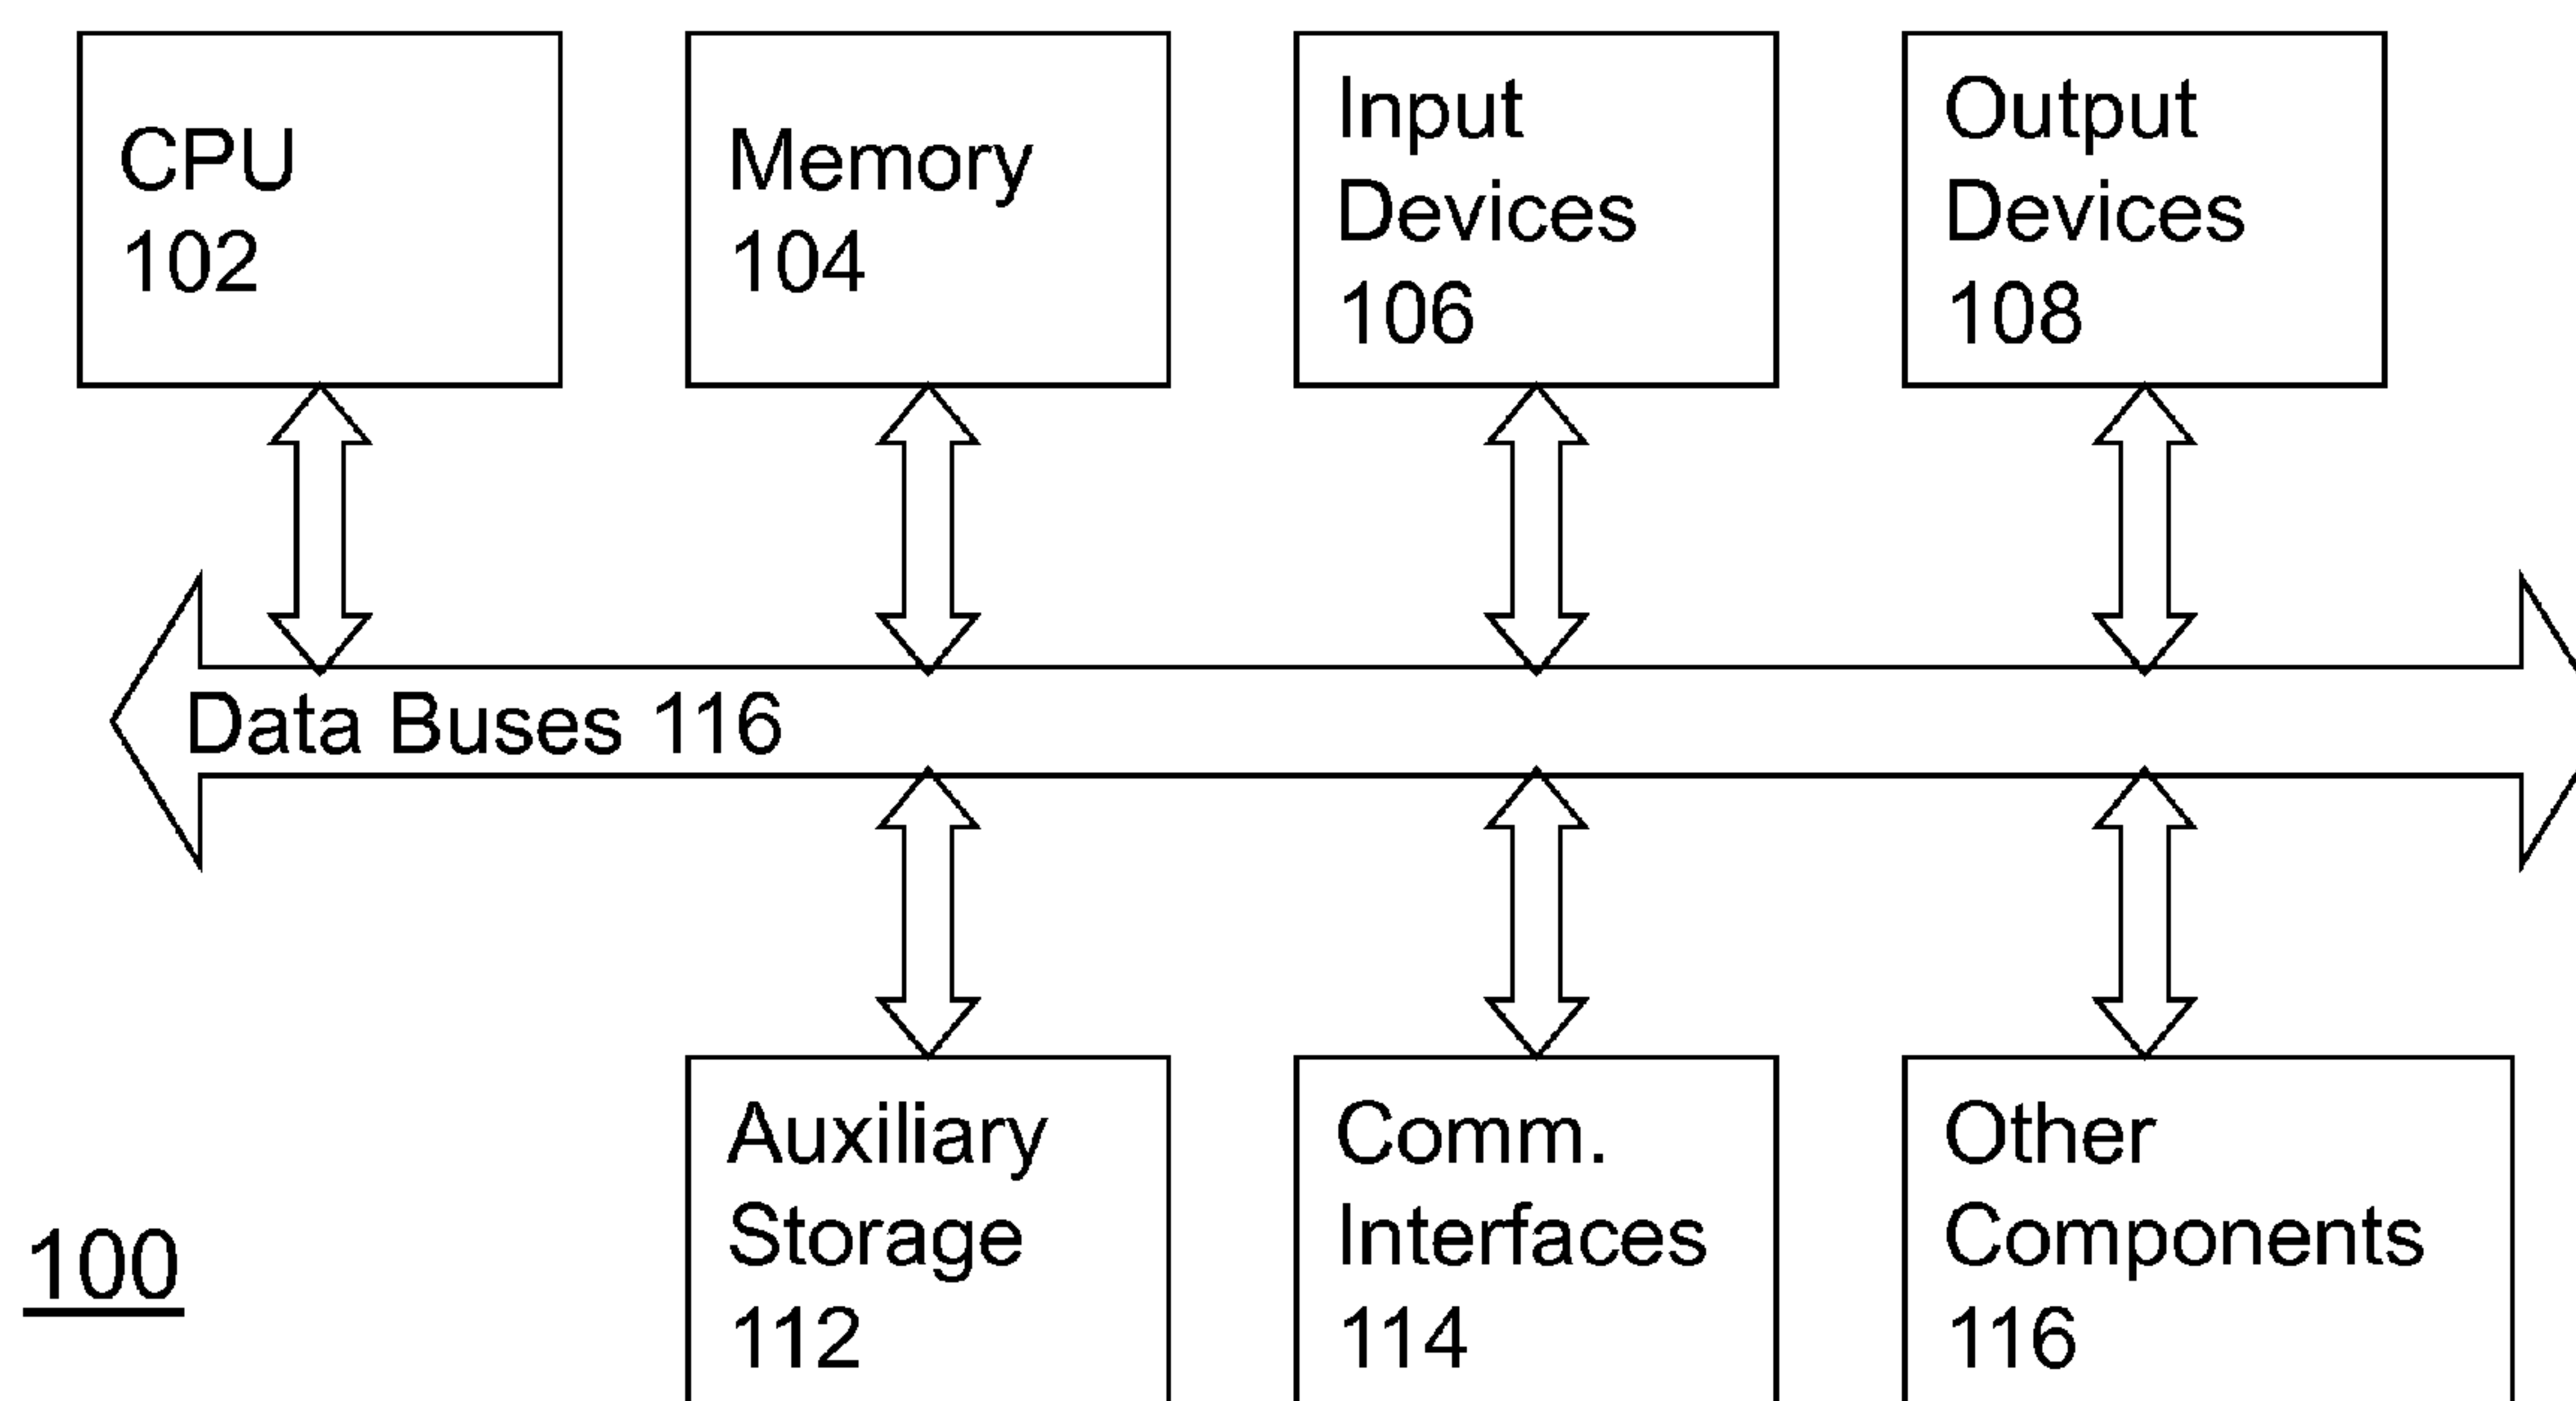 CPU
102
Memory
104
Input
Devices
106
Output
Devices
108
Data Buses 116
Auxiliary
Storage
112
Comm.
Interfaces
114
Other
Components
116
100